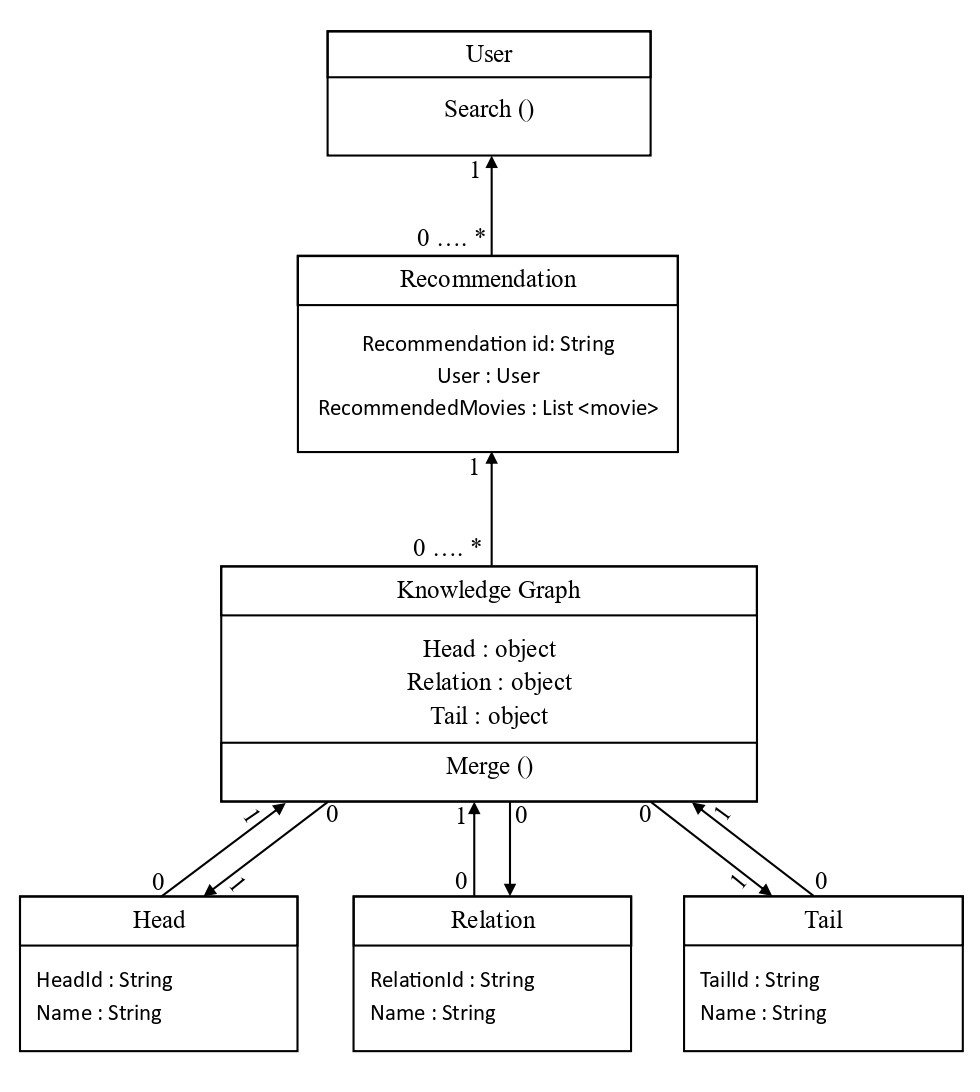 User
Search ()
1
0 .... *
Recommendation
Recommendation id: String
User : User
RecommendedMovies : List <movie>
1
0 .... *
Knowledge Graph
Head : object
Relation : object
Tail : object
Merge ()
1
0
1
0
0
1
0
1
0
1
0
Head
HeadId : String
Name : String
Relation
RelationId : String
Name : String
Tail
TailId : String
Name : String